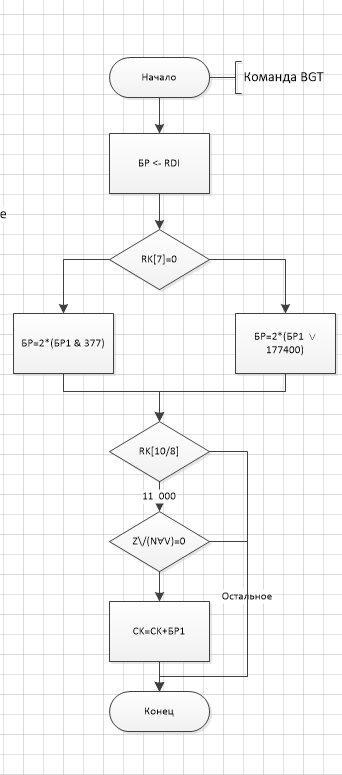 Начало
Команда BGT
БР <- RDI
е
RK[7]=0
БР=2*(БР1 & 377)
БР=2*(БР1 ∨
177400)
RK[10/8]
11 000
Z\/(N∀V)=0
Остальное
СК=СК+БР1
Конец